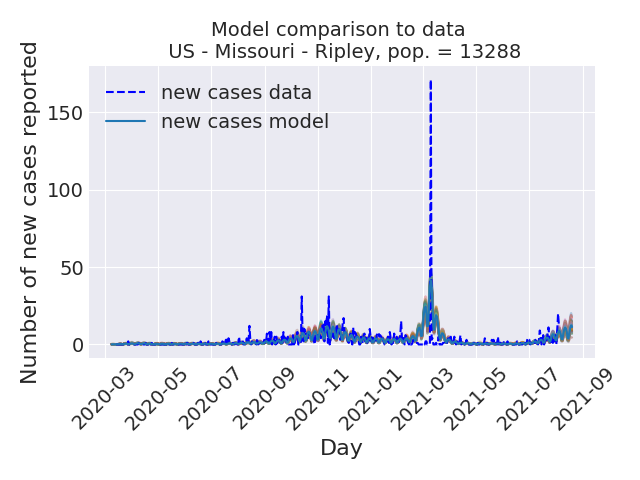 Model comparison to data
US - Missouri - Ripley, pop. = 13288
Number of new cases reported
150
100
50
0
new cases data
new cases model
2020-03
2020-05
2020-07
2020-09
2020-11
2021-01
2021-03
2021-05
2021-07
2021-09
Day